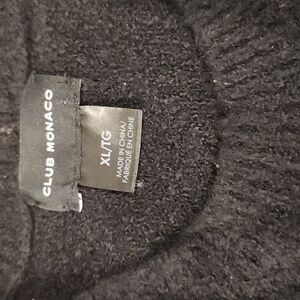 CLUB MONACO
XL/TG
MADE IN CHINA/
FABRIQUÉ EN CHINE